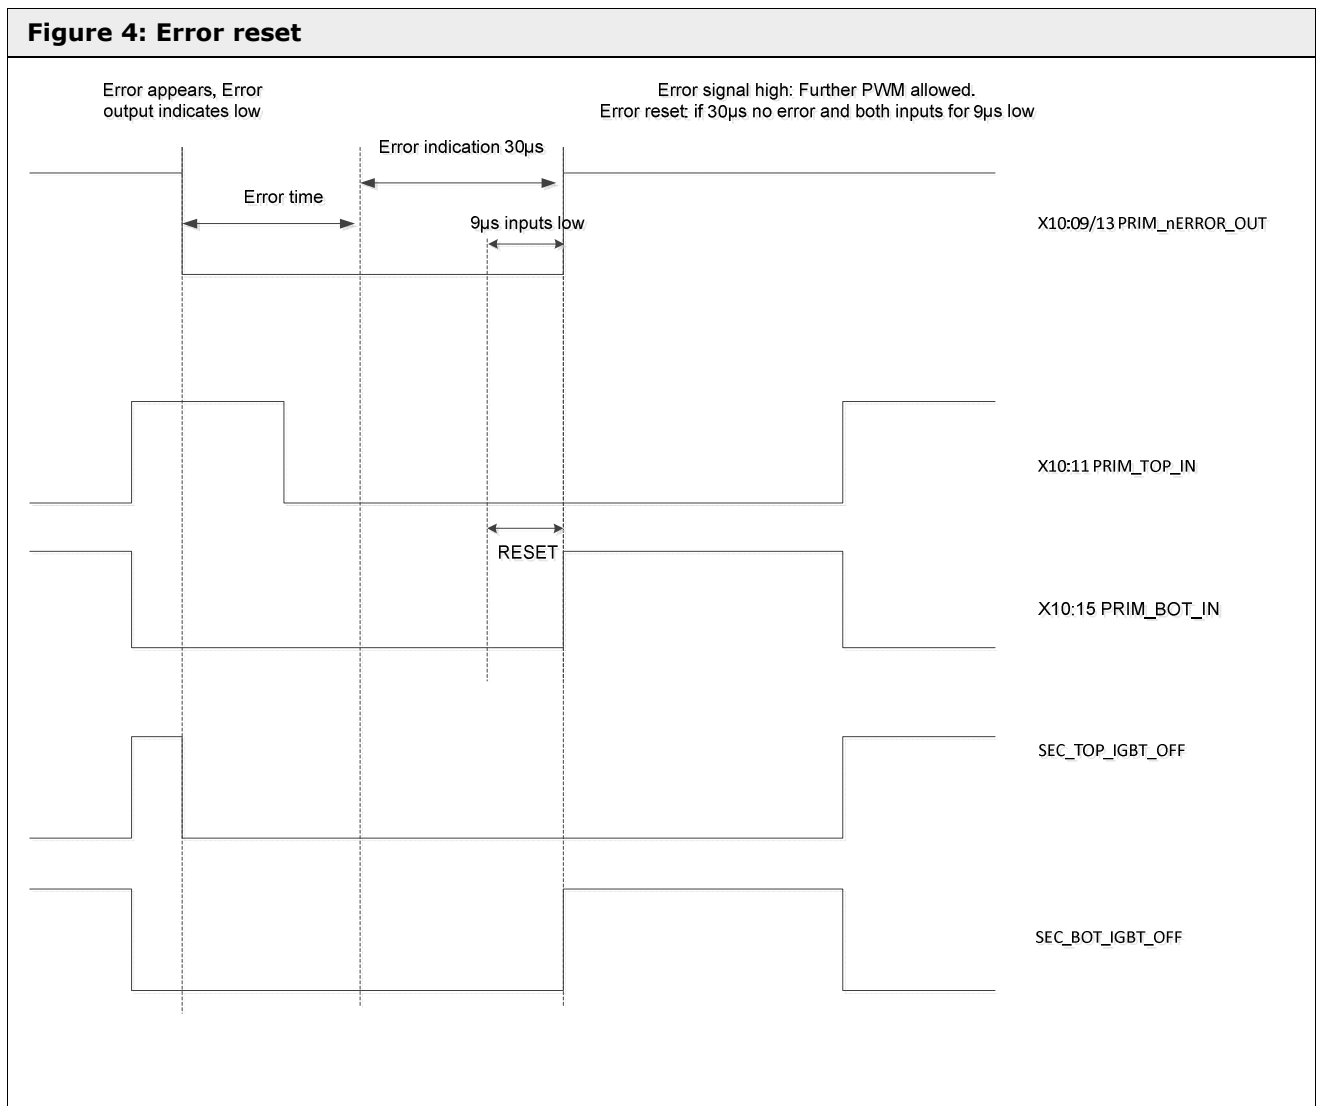 Figure 4: Error reset
Error appears, Error
output indicates low
Error signal high: Further PWM allowed.
Error reset: if 30µs no error and both inputs for 9µs low
Error indication 30µs
Error time
9µs inputs low
X10:09/13 PRIM_nERROR_OUT
X10:11 PRIM_TOP_IN
RESET
X10:15 PRIM_BOT_IN
SEC_TOP_IGBT_OFF
SEC_BOT_IGBT_OFF